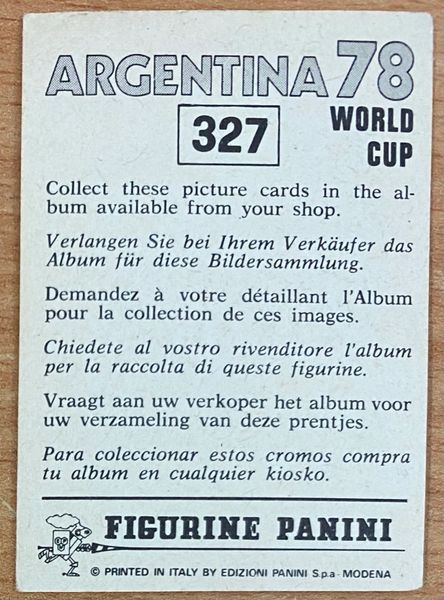 ARGENTINA 78
327
WORLD
CUP
Collect these picture cards in the al-
bum available from your shop.
Verlangen Sie bei Ihrem Verkäufer das
Album für diese Bildersammlung.
Demandez à votre détaillant l'Album
pour la collection de ces images.
Chiedete al vostro rivenditore l'album
per la raccolta di queste figurine.
Vraagt aan uw verkoper het album voor
uw verzameling van deze prentjes.
Para coleccionar estos cromos compra
tu album en cualquier kiosko.
FIGURINE PANINI
© PRINTED IN ITALY BY EDIZIONI PANINI S.p.a - MODENA